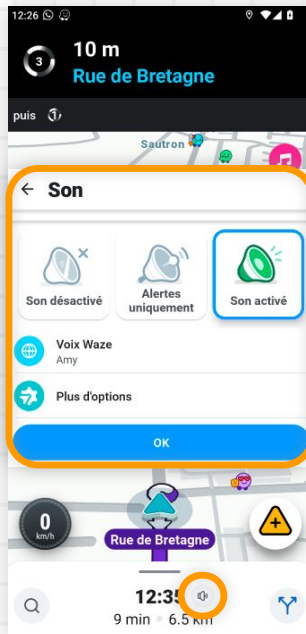 12:26
10 m
3
Rue de Bretagne
puis
Sautron
Son
Son désactivé
Alertes
uniquement
Son activé
Voix Waze
Amy
Plus d'options
OK
0
km/h
Rue de Bretagne
12:35
9 min 6.5 km